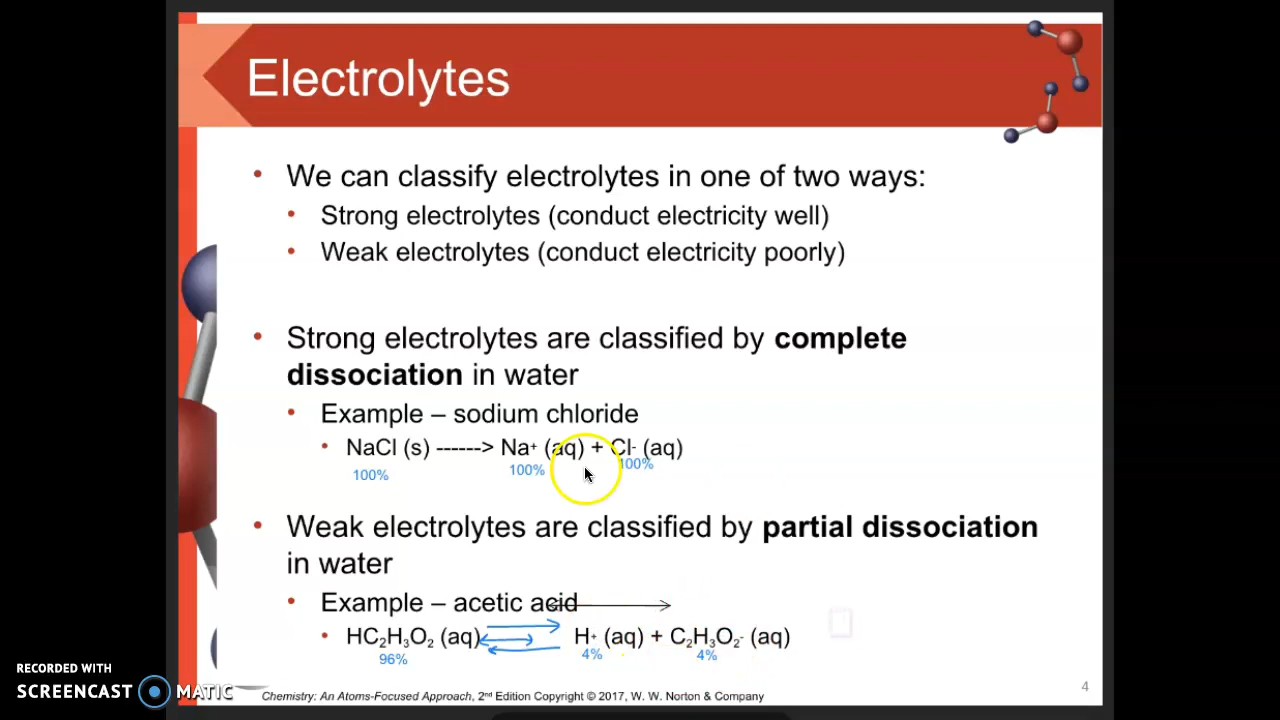 Electrolytes
• We can classify electrolytes in one of two ways:
• Strong electrolytes (conduct electricity well)
• Weak electrolytes (conduct electricity poorly)
• Strong electrolytes are classified by complete
dissociation in water
• Example – sodium chloride
• NaCl (s) ------> Na⁺ (aq) + Cl⁻ (aq)
100% 100% 100%
• Weak electrolytes are classified by partial dissociation
in water
• Example – acetic acid
• HC₂H₃O₂ (aq) H⁺ (aq) + C₂H₃O₂⁻ (aq)
96% 4% 4%
Chemistry: An Atoms-Focused Approach, 2nd Edition Copyright © 2017, W. W. Norton & Company
4
RECORDED WITH
SCREENCAST MATIC